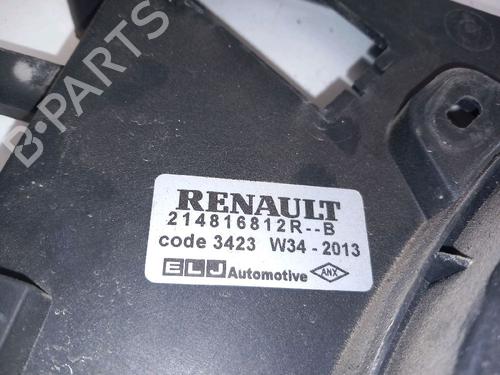 B-PARTS
RENAULT
214816812R--B
code 3423 W34-2013
ELJ Automotive ANX